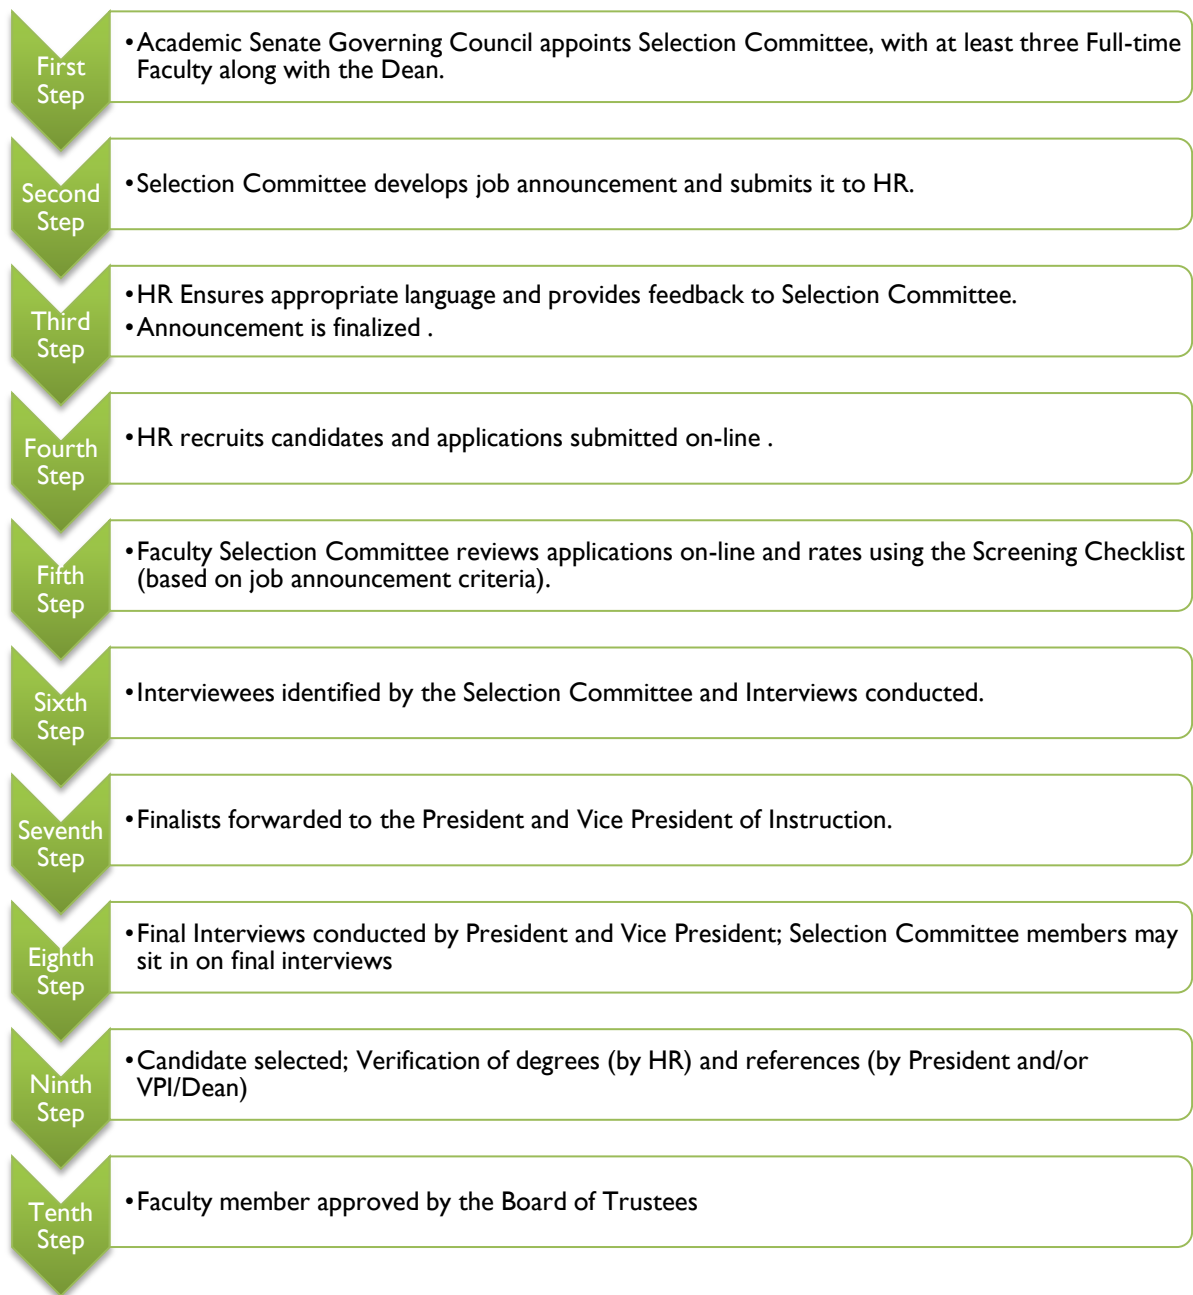 First
Step
•Academic Senate Governing Council appoints Selection Committee, with at least three Full-time
Faculty along with the Dean.
Second
Step
•Selection Committee develops job announcement and submits it to HR.
Third
Step
•HR Ensures appropriate language and provides feedback to Selection Committee.
•Announcement is finalized .
Fourth
Step
•HR recruits candidates and applications submitted on-line .
Fifth
Step
•Faculty Selection Committee reviews applications on-line and rates using the Screening Checklist
(based on job announcement criteria).
Sixth
Step
•Interviewees identified by the Selection Committee and Interviews conducted.
Seventh
Step
•Finalists forwarded to the President and Vice President of Instruction.
Eighth
Step
•Final Interviews conducted by President and Vice President; Selection Committee members may
sit in on final interviews
Ninth
Step
•Candidate selected; Verification of degrees (by HR) and references (by President and/or
VPI/Dean)
Tenth
Step
•Faculty member approved by the Board of Trustees